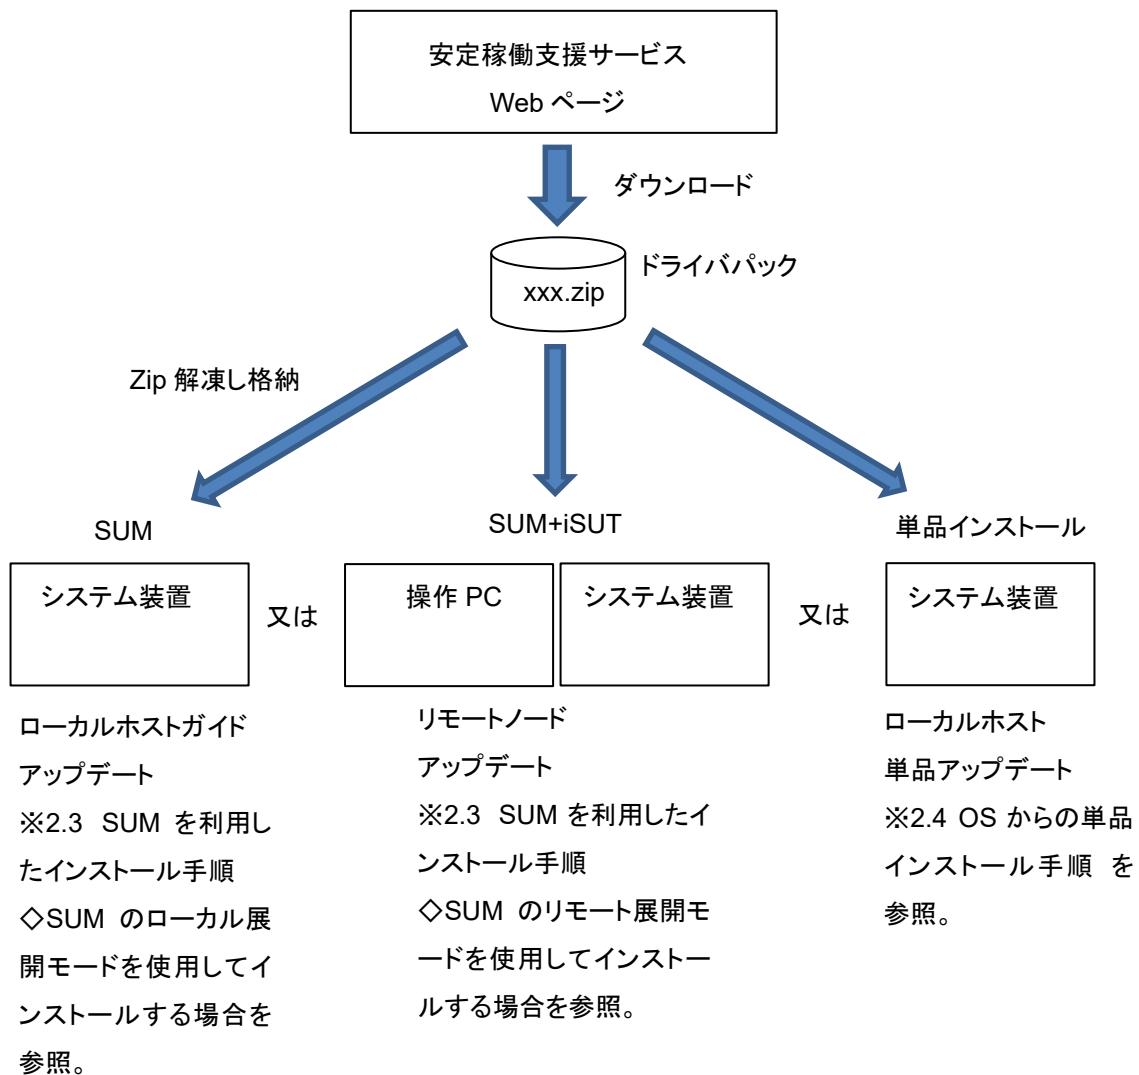 安定稼働支援サービス
Web ページ
ダウンロード
ドライバパック
xxx.zip
Zip 解凍し格納
SUM
SUM+iSUT
単品インストール
システム装置
又は
操作 PC
システム装置
又は
システム装置
ローカルホストガイド
アップデート
※2.3 SUM を利用し
たインストール手順
◇SUM のローカル展
開モードを使用してイ
ンストールする場合を
参照。
リモートノード
アップデート
※2.3 SUM を利用したイ
ンストール手順
◇SUM のリモート展開モ
ードを使用してインストー
ルする場合を参照。
ローカルホスト
単品アップデート
※2.4 OS からの単品
インストール手順 を
参照。